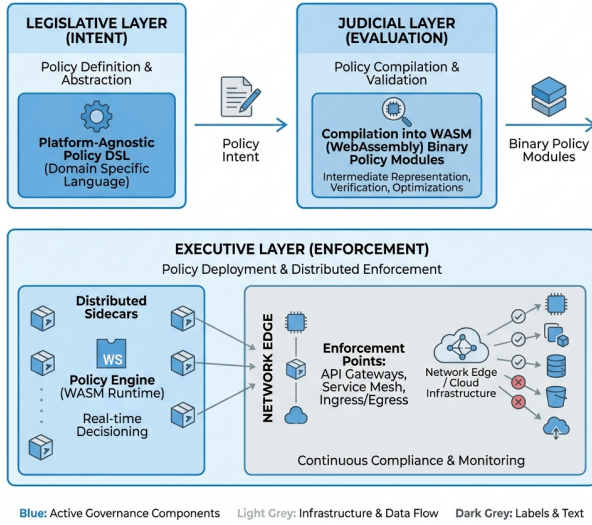 LEGISLATIVE LAYER
(INTENT)
Policy Definition &
Abstraction
Platform-Agnostic
Policy DSL
(Domain Specific
Language)
Policy
Intent
JUDICIAL LAYER
(EVALUATION)
Policy Compilation &
Validation
Compilation into WASM
(WebAssembly) Binary
Policy Modules
Intermediate Representation,
Verification, Optimizations
Binary Policy
Modules
EXECUTIVE LAYER (ENFORCEMENT)
Policy Deployment & Distributed Enforcement
Distributed
Sidecars
WS
Policy Engine
(WASM Runtime)
Real-time
Decisioning
NETWORK EDGE
Enforcement
Points:
API Gateways,
Service Mesh,
Ingress/Egress
Network Edge
/ Cloud
Infrastructure
Continuous Compliance & Monitoring
Blue: Active Governance Components
Light Grey: Infrastructure & Data Flow
Dark Grey: Labels & Text